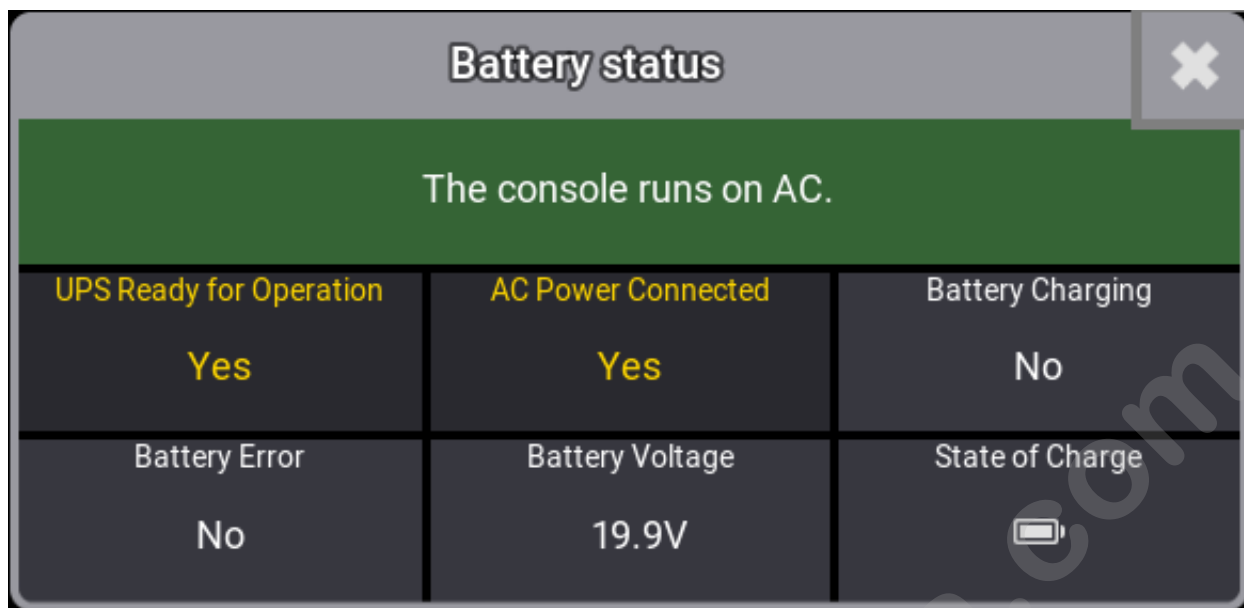 Battery status
The console runs on AC.
UPS Ready for Operation
Yes
AC Power Connected
Yes
Battery Charging
No
Battery Error
No
Battery Voltage
19.9V
State of Charge
.com